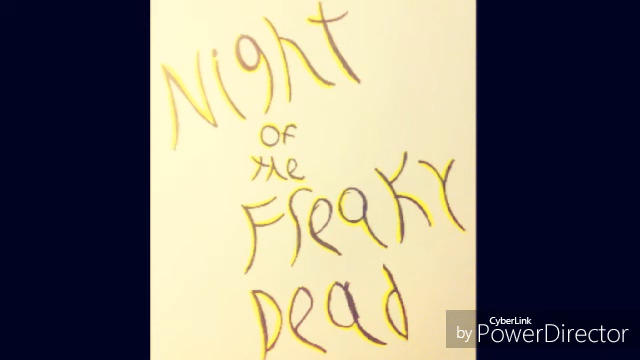 Night
of
the
Freaky
Dead
CyberLink
by PowerDirector